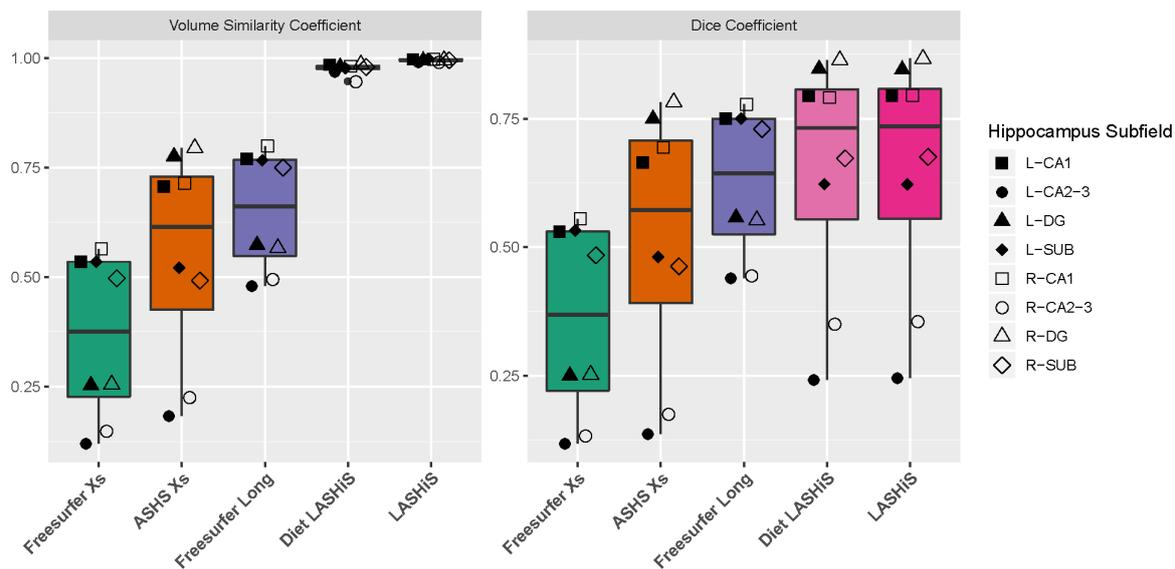 Volume Similarity Coefficient
Dice Coefficient
1.00
0.75
0.50
0.25
0.75
0.50
0.25
Freesurfer Xs
ASHS Xs
Freesurfer Long
Diet LASHiS
LASHiS
Freesurfer Xs
ASHS Xs
Freesurfer Long
Diet LASHiS
LASHiS
Hippocampus Subfield
L−CA1
L−CA2−3
L−DG
L−SUB
R−CA1
R−CA2−3
R−DG
R−SUB